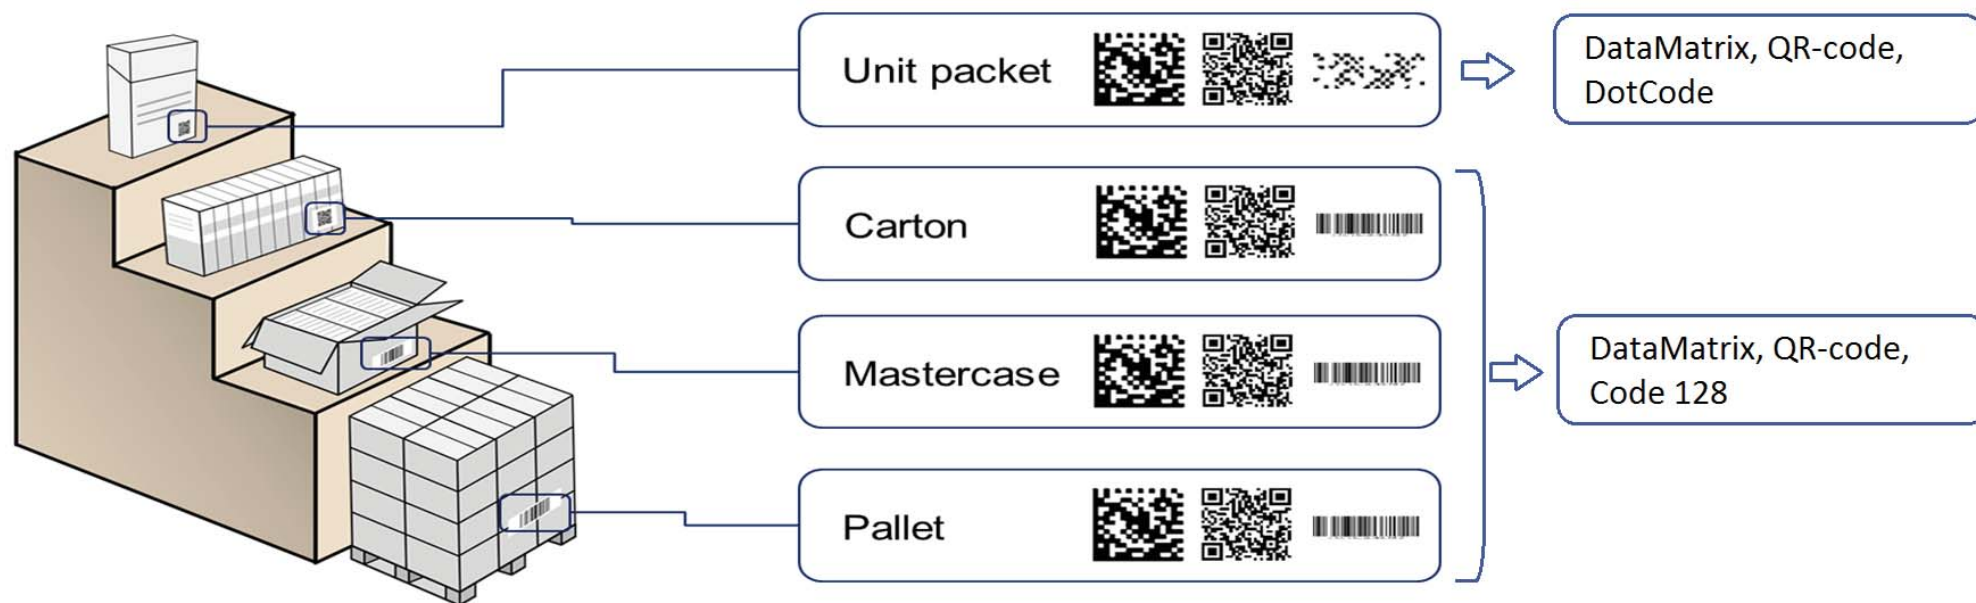 Unit packet
DataMatrix, QR-code,
DotCode
Carton
Mastercase
DataMatrix, QR-code,
Code 128
Pallet